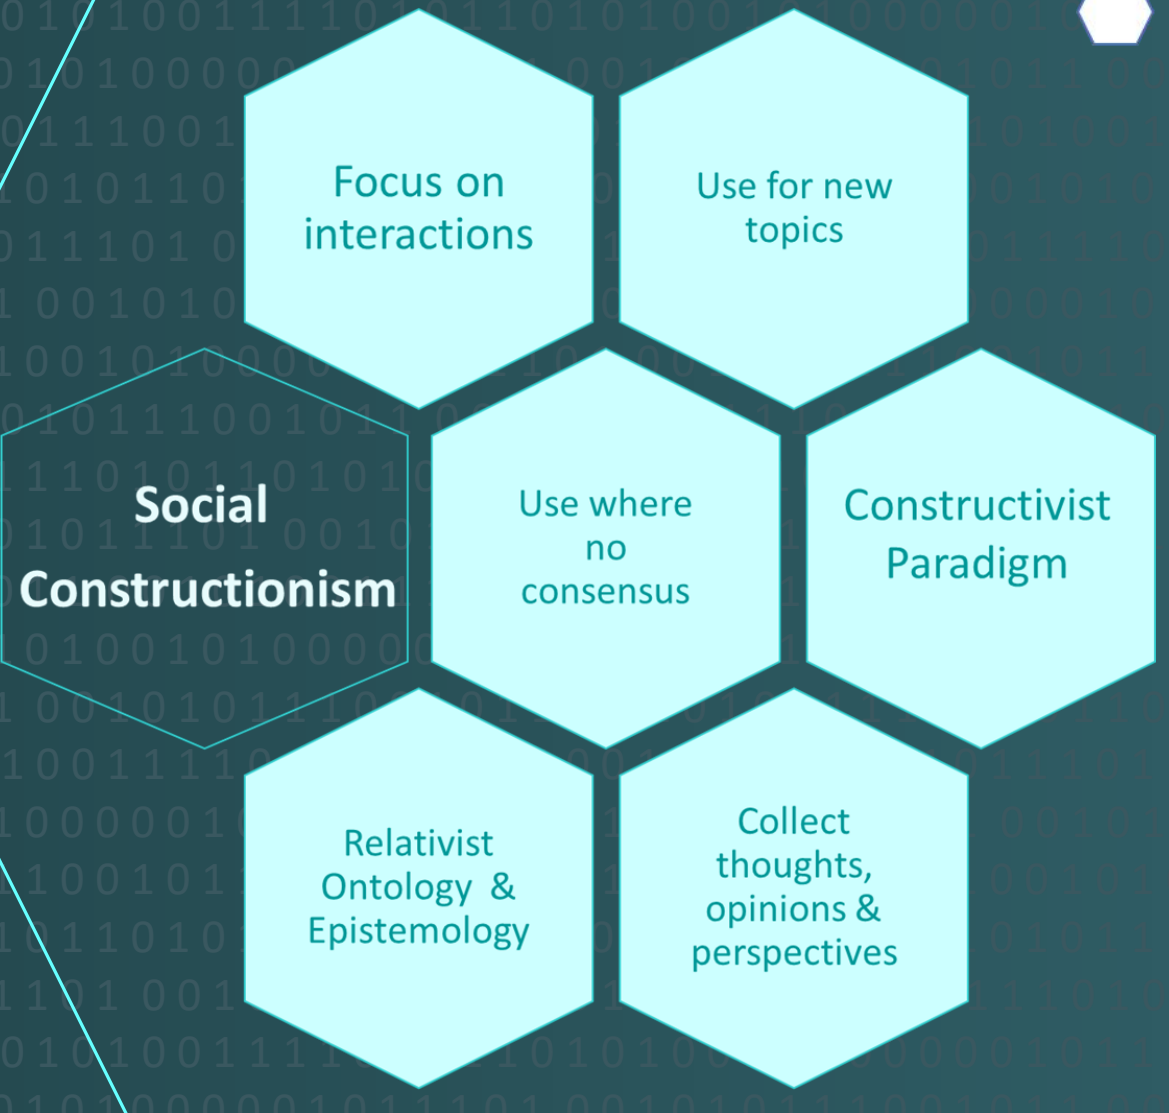 Focus on
interactions
Use for new
topics
Social
Constructionism
Use where
no
consensus
Constructivist
Paradigm
Relativist
Ontology &
Epistemology
Collect
thoughts,
opinions &
perspectives